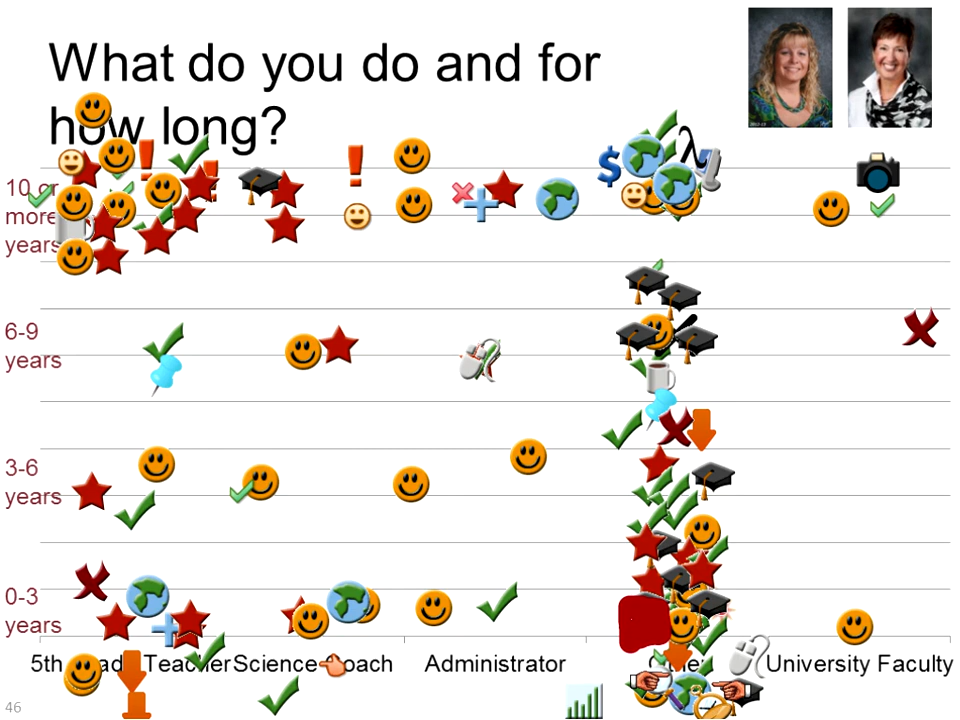 What do you do and for
how long?
10 or
more
years
6-9
years
3-6
years
0-3
years
5th Grade Teacher Science Coach Administrator Other University Faculty
46